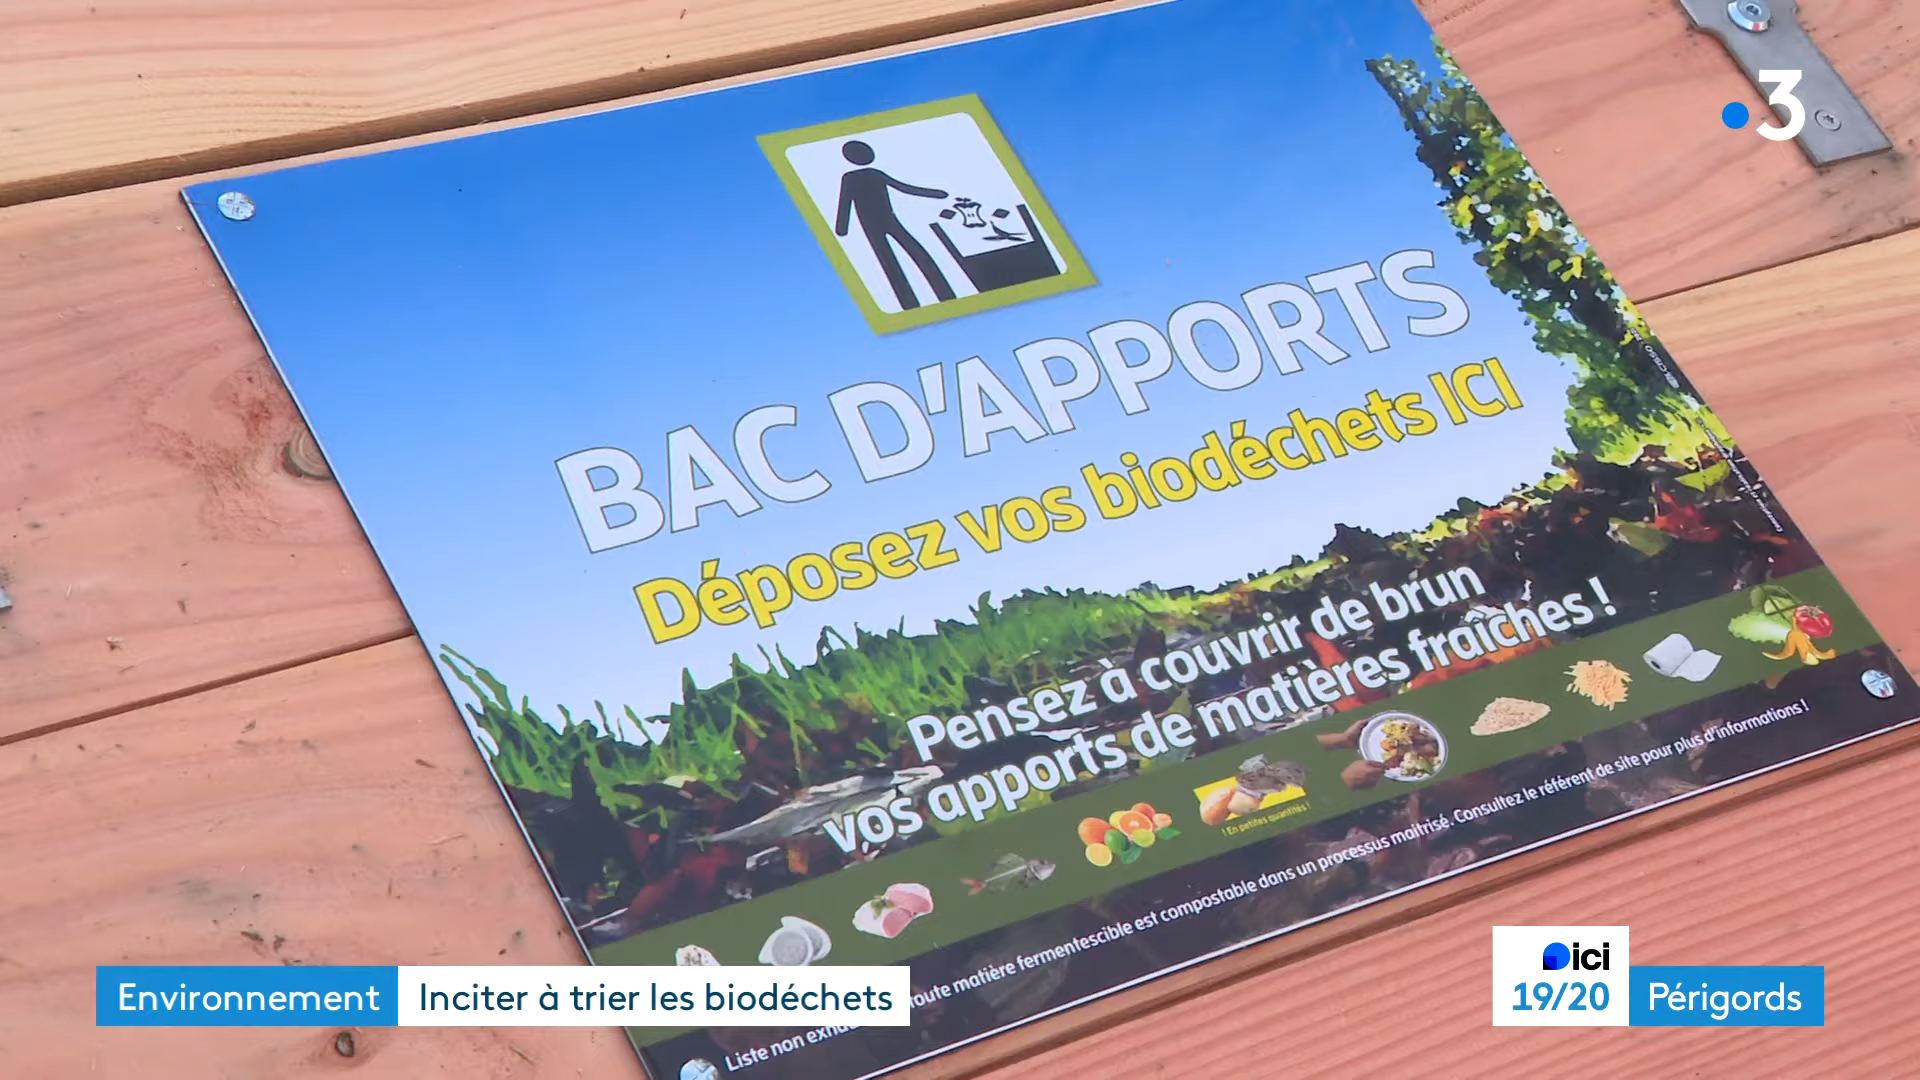 3
BAC D'APPORTS
Déposez vos biodéchets ICI
Pensez à couvrir de brun
vos apports de matières fraîches !
! En petites quantités !
Liste non toute matière fermentescible est compostable dans un processus maîtrisé. Consultez le référent de site pour plus d'informations !
Environnement
Inciter à trier les biodéchets
ici
19/20
Périgords